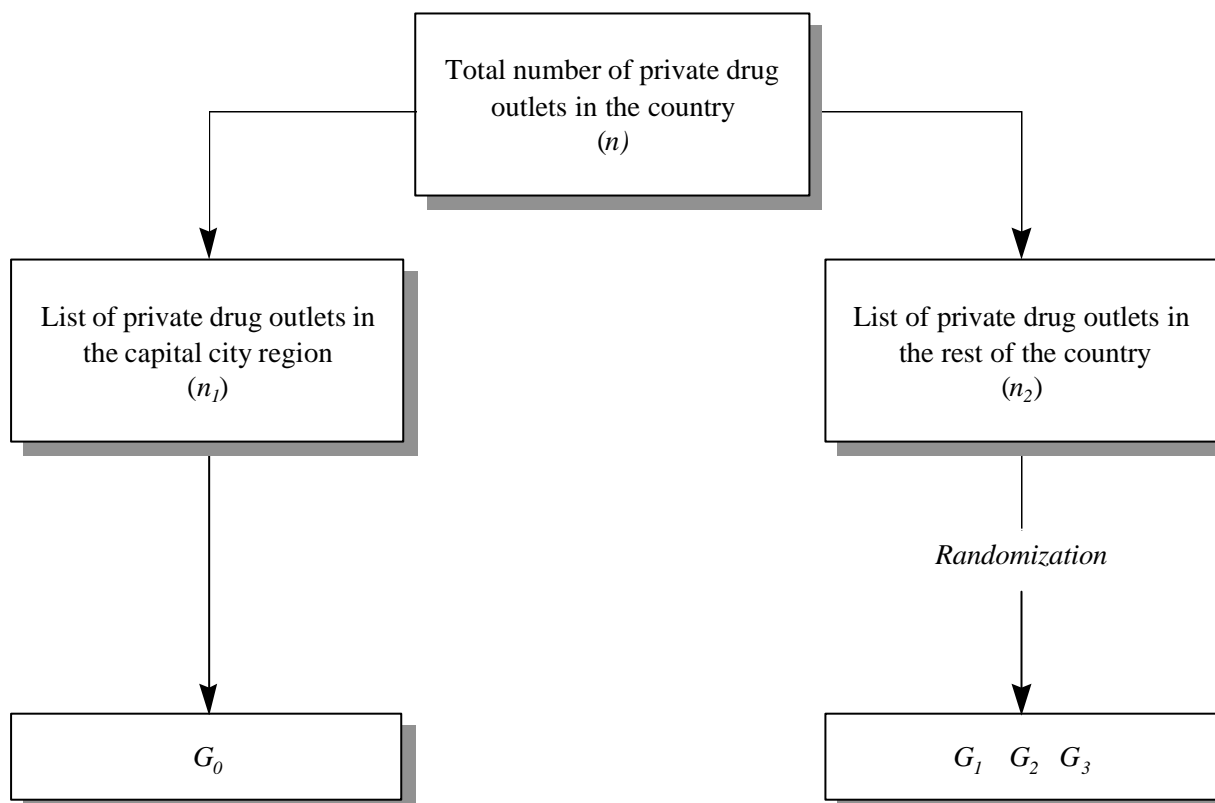 Total number of private drug
outlets in the country
(n)
List of private drug outlets in
the capital city region
(n₁)
List of private drug outlets in
the rest of the country
(n₂)
Randomization
G₀
G₁ G₂ G₃